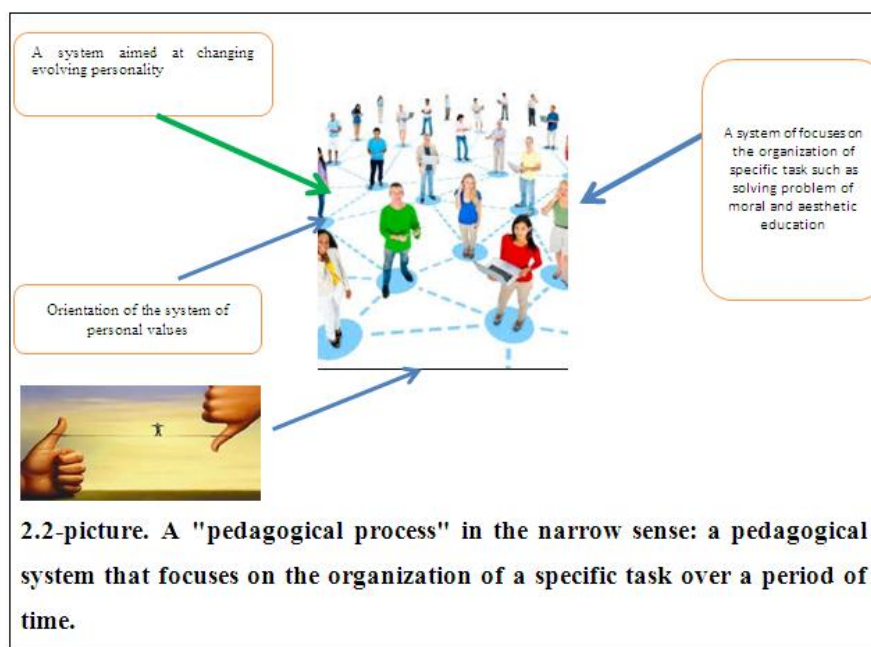 A system aimed at changing
evolving personality
A system of focuses on
the organization of
specific task such as
solving problem of
moral and aesthetic
education
Orientation of the system of
personal values
2.2-picture. A "pedagogical process" in the narrow sense: a pedagogical
system that focuses on the organization of a specific task over a period of
time.